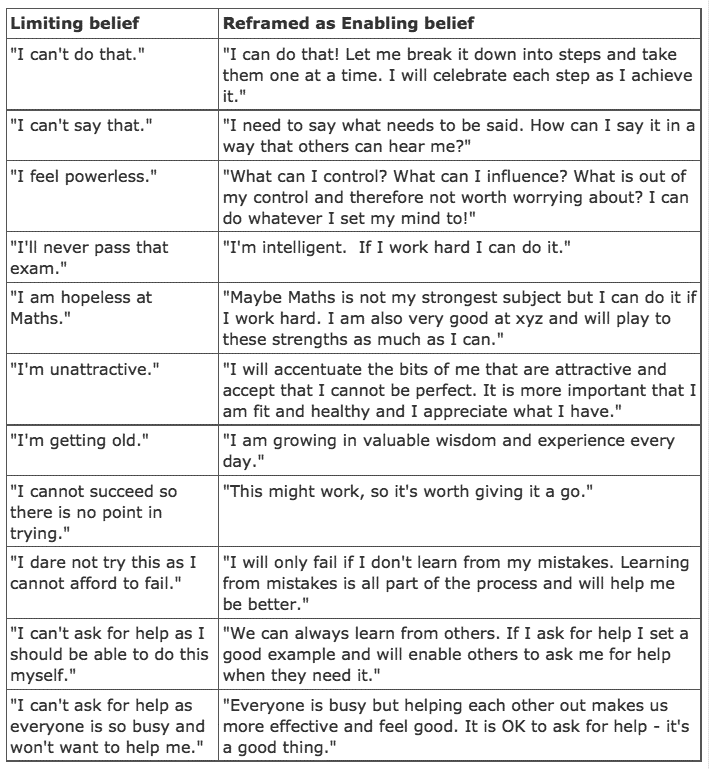 Limiting belief
Reframed as Enabling belief
"I can't do that."
"I can do that! Let me break it down into steps and take
them one at a time. I will celebrate each step as I achieve
it."
"I can't say that."
"I need to say what needs to be said. How can I say it in a
way that others can hear me?"
"I feel powerless."
"What can I control? What can I influence? What is out of
my control and therefore not worth worrying about? I can
do whatever I set my mind to!"
"I'll never pass that
exam."
"I'm intelligent.  If I work hard I can do it."
"I am hopeless at
Maths."
"Maybe Maths is not my strongest subject but I can do it if
I work hard. I am also very good at xyz and will play to
these strengths as much as I can."
"I'm unattractive."
"I will accentuate the bits of me that are attractive and
accept that I cannot be perfect. It is more important that I
am fit and healthy and I appreciate what I have."
"I'm getting old."
"I am growing in valuable wisdom and experience every
day."
"I cannot succeed so
there is no point in
trying."
"This might work, so it's worth giving it a go."
"I dare not try this as I
cannot afford to fail."
"I will only fail if I don't learn from my mistakes. Learning
from mistakes is all part of the process and will help me
be better."
"I can't ask for help as I
should be able to do this
myself."
"We can always learn from others. If I ask for help I set a
good example and will enable others to ask me for help
when they need it."
"I can't ask for help as
everyone is so busy and
won't want to help me."
"Everyone is busy but helping each other out makes us
more effective and feel good. It is OK to ask for help - it's
a good thing."